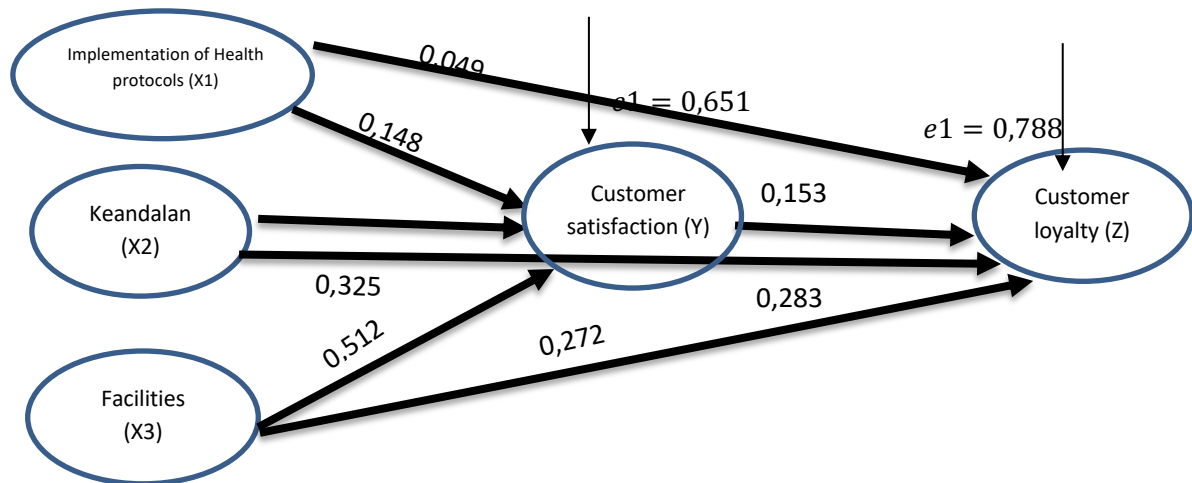 Implementation of Health
protocols (X1)
0,049
e1 = 0,651
e1 = 0,788
0,148
Keandalan
(X2)
Customer
satisfaction (Y)
0,153
Customer
loyalty (Z)
0,325
0,283
0,512
0,272
Facilities
(X3)